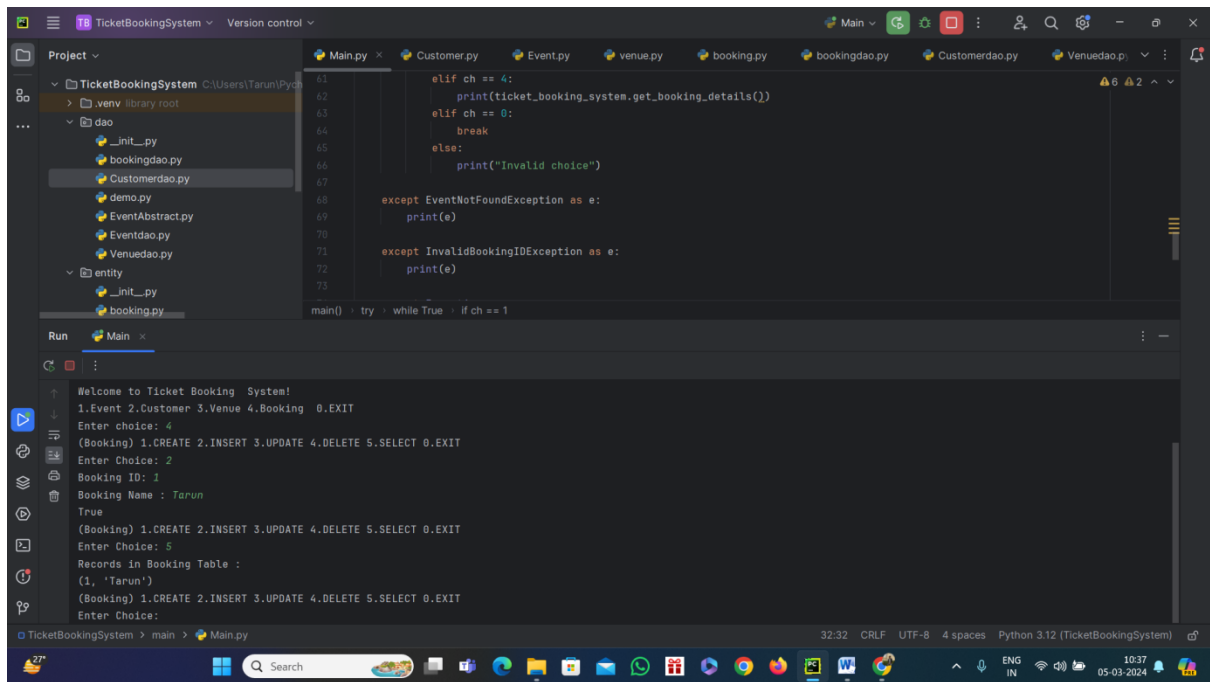 TB TicketBookingSystem Version control Main
Project
Main.py Customer.py Event.py venue.py booking.py bookingdao.py Customerdao.py Venuedao.p
TicketBookingSystem C:\Users\Tarun\Pych
.venv library root
dao
__init__.py
bookingdao.py
Customerdao.py
demo.py
EventAbstract.py
Eventdao.py
Venuedao.py
entity
__init__.py
booking.py
6 2
61 elif ch == 4:
62 print(ticket_booking_system.get_booking_details())
63 elif ch == 0:
64 break
65 else:
66 print("Invalid choice")
67
68 except EventNotFoundException as e:
69 print(e)
70
71 except InvalidBookingIDException as e:
72 print(e)
73
main() › try › while True › if ch == 1
Run Main
Welcome to Ticket Booking  System!
1.Event 2.Customer 3.Venue 4.Booking  0.EXIT
Enter choice: 4
(Booking) 1.CREATE 2.INSERT 3.UPDATE 4.DELETE 5.SELECT 0.EXIT
Enter Choice: 2
Booking ID: 1
Booking Name : Tarun
True
(Booking) 1.CREATE 2.INSERT 3.UPDATE 4.DELETE 5.SELECT 0.EXIT
Enter Choice: 5
Records in Booking Table :
(1, 'Tarun')
(Booking) 1.CREATE 2.INSERT 3.UPDATE 4.DELETE 5.SELECT 0.EXIT
Enter Choice:
TicketBookingSystem > main > Main.py 32:32 CRLF UTF-8 4 spaces Python 3.12 (TicketBookingSystem)
27° Search ENG 10:37
IN 05-03-2024